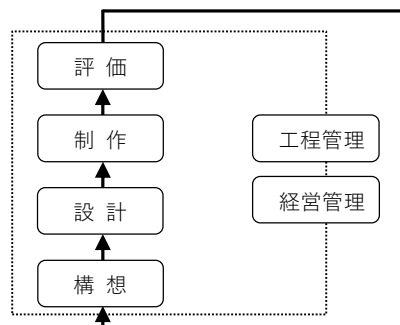 評 価
制 作
工程管理
設 計
経営管理
構 想